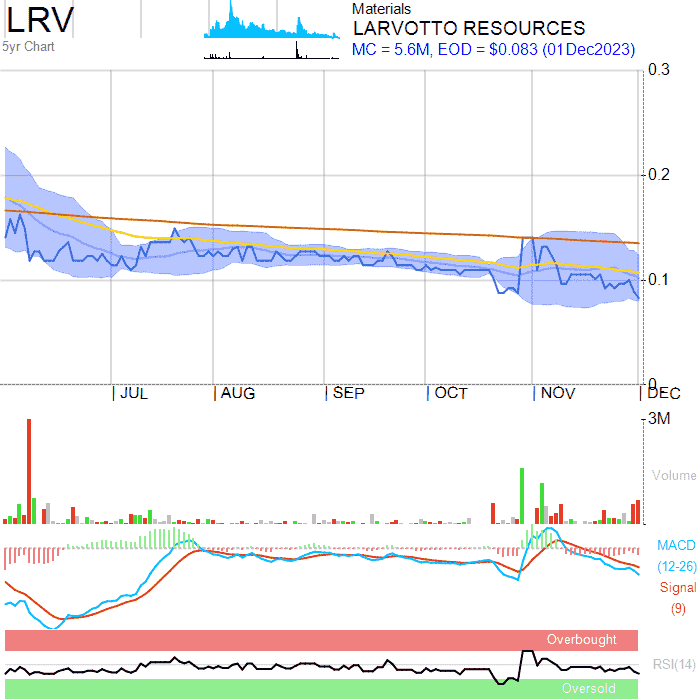 LRV
5yr Chart
Materials
LARVOTTO RESOURCES
MC = 5.6M, EOD = $0.083 (01Dec2023)
0.3
0.2
0.1
0
JUL
AUG
SEP
OCT
NOV
DEC
3M
Volume
MACD
(12-26)
Signal
(9)
Overbought
RSI(14)
Oversold